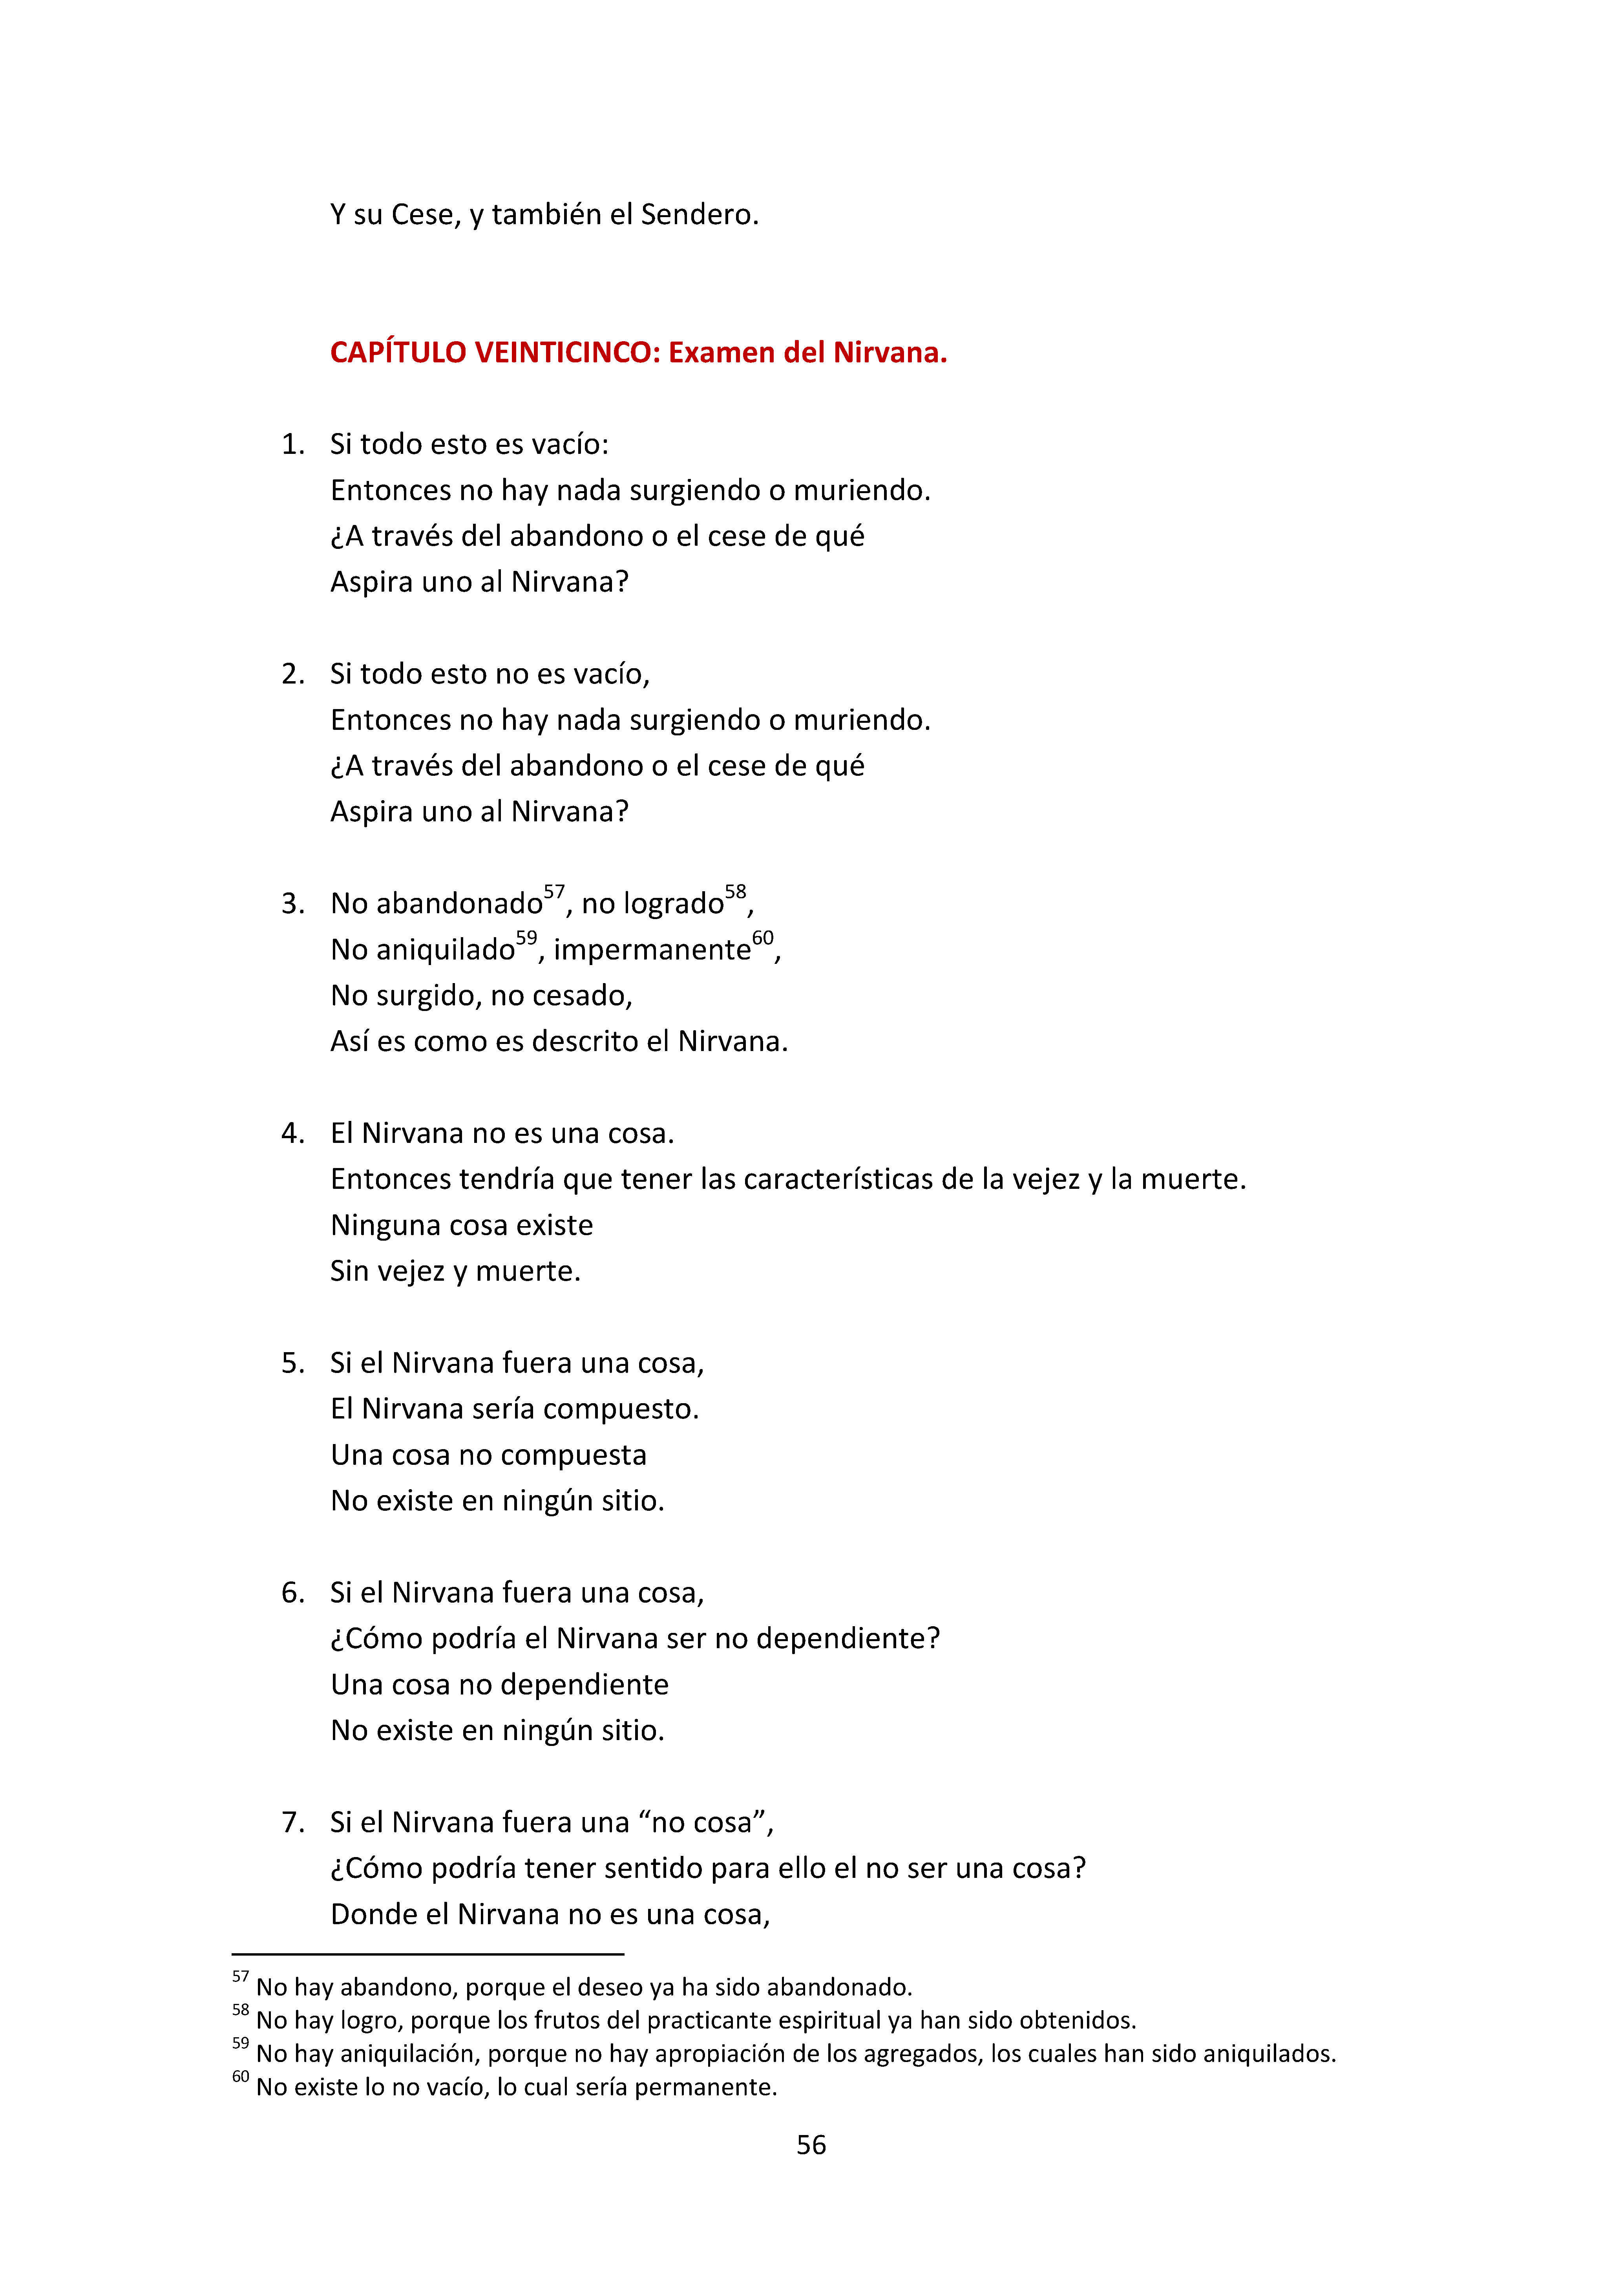 Y su Cese, y también el Sendero.
CAPÍTULO VEINTICINCO: Examen del Nirvana.
1. Si todo esto es vacío:
Entonces no hay nada surgiendo o muriendo.
¿A través del abandono o el cese de qué
Aspira uno al Nirvana?
2. Si todo esto no es vacío,
Entonces no hay nada surgiendo o muriendo.
¿A través del abandono o el cese de qué
Aspira uno al Nirvana?
3. No abandonado57, no logrado58,
No aniquilado59, impermanente60,
No surgido, no cesado,
Así es como es descrito el Nirvana.
4. El Nirvana no es una cosa.
Entonces tendría que tener las características de la vejez y la muerte.
Ninguna cosa existe
Sin vejez y muerte.
5. Si el Nirvana fuera una cosa,
El Nirvana sería compuesto.
Una cosa no compuesta
No existe en ningún sitio.
6. Si el Nirvana fuera una cosa,
¿Cómo podría el Nirvana ser no dependiente?
Una cosa no dependiente
No existe en ningún sitio.
7. Si el Nirvana fuera una “no cosa”,
¿Cómo podría tener sentido para ello el no ser una cosa?
Donde el Nirvana no es una cosa,
57 No hay abandono, porque el deseo ya ha sido abandonado.
58 No hay logro, porque los frutos del practicante espiritual ya han sido obtenidos.
59 No hay aniquilación, porque no hay apropiación de los agregados, los cuales han sido aniquilados.
60 No existe lo no vacío, lo cual sería permanente.
56